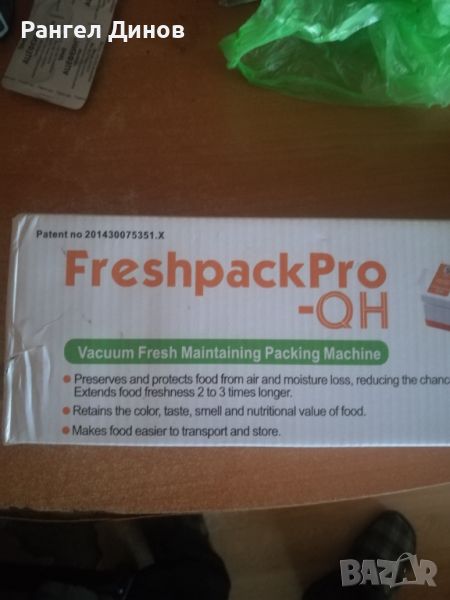 Рангел Динов
Patent no 201430075351.X
FreshpackPro
-QH
Vacuum Fresh Maintaining Packing Machine
Preserves and protects food from air and moisture loss, reducing the chanc
Extends food freshness 2 to 3 times longer.
Retains the color, taste, smell and nutritional value of food.
Makes food easier to transport and store.
BAZAR